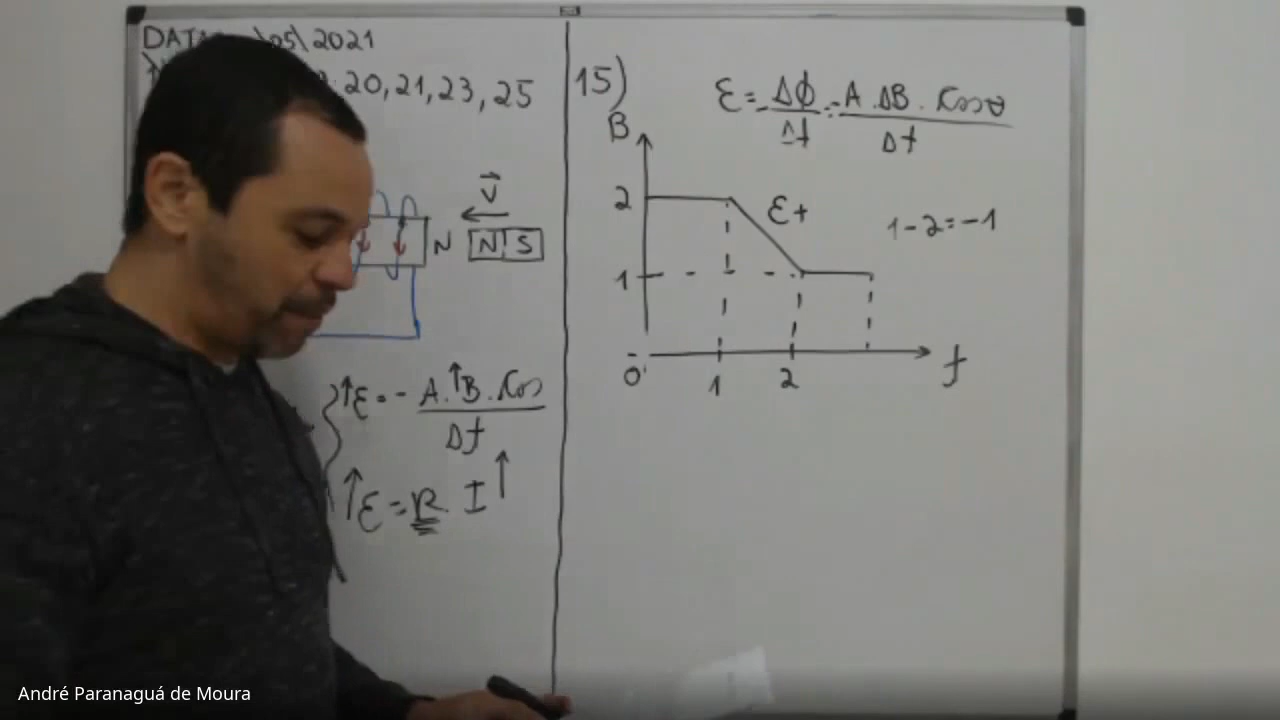 DATA: \05\2021
: 20, 21, 23, 25
V
N N S
↑ε = - A.↑B. Cos
Δt
↑ε = R. I↑
15)
ε = - Δφ = - A. ΔB. Cosθ
Δt Δt
B
2
ε+
1-2=-1
1
0
1
2
t
André Paranaguá de Moura